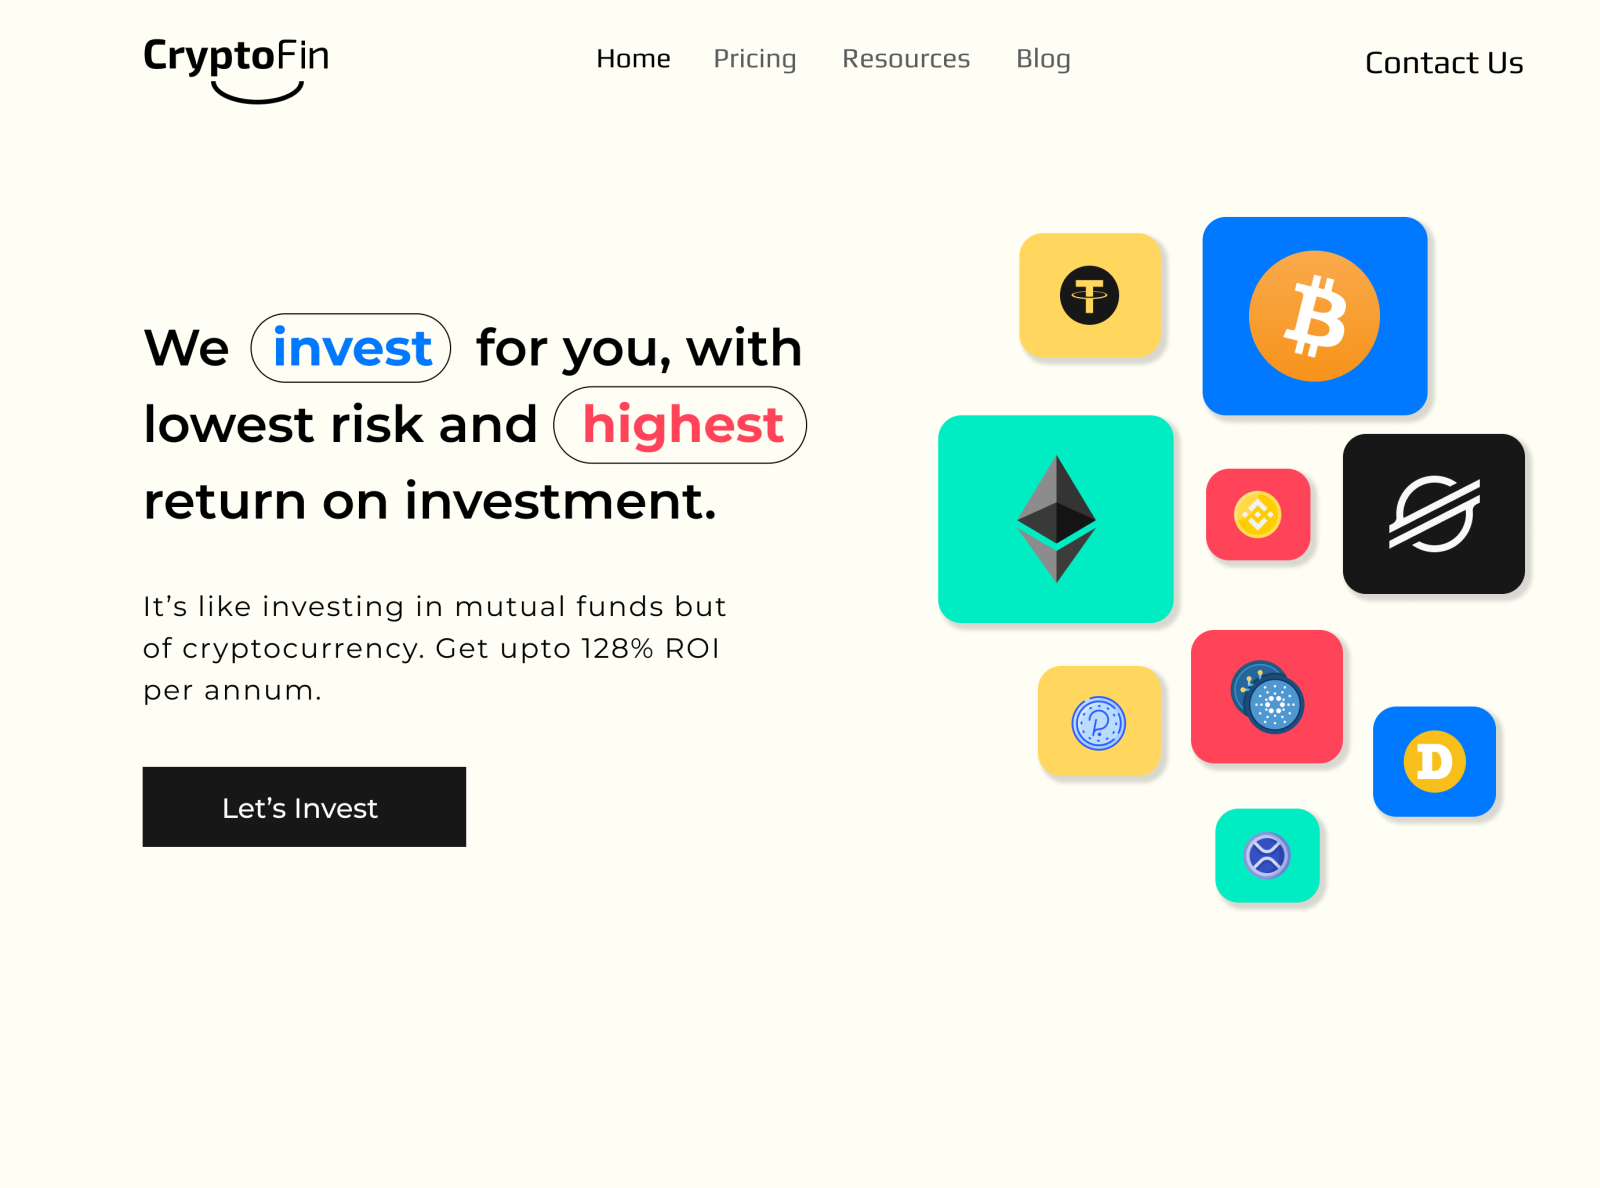 CryptoFin
Home Pricing Resources Blog
Contact Us
We invest for you, with
lowest risk and highest
return on investment.
It’s like investing in mutual funds but
of cryptocurrency. Get upto 128% ROI
per annum.
Let’s Invest